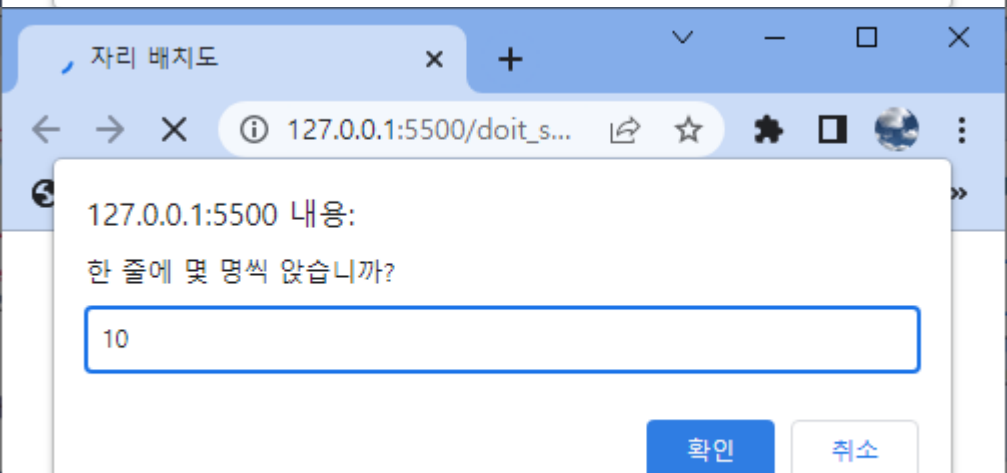 자리 배치도
127.0.0.1:5500/doit_s...
127.0.0.1:5500 내용:
한 줄에 몇 명씩 앉습니까?
10
확인
취소